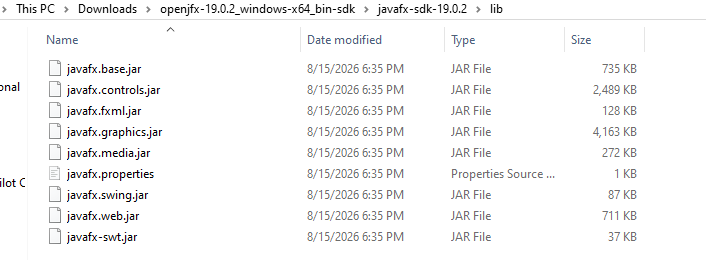 This PC > Downloads > openjfx-19.0.2_windows-x64_bin-sdk > javafx-sdk-19.0.2 > lib
Name Date modified Type Size
javafx.base.jar 8/15/2026 6:35 PM JAR File 735 KB
javafx.controls.jar 8/15/2026 6:35 PM JAR File 2,489 KB
onal
javafx.fxml.jar 8/15/2026 6:35 PM JAR File 128 KB
javafx.graphics.jar 8/15/2026 6:35 PM JAR File 4,163 KB
javafx.media.jar 8/15/2026 6:35 PM JAR File 272 KB
javafx.properties 8/15/2026 6:35 PM Properties Source ... 1 KB
ilot C
javafx.swing.jar 8/15/2026 6:35 PM JAR File 87 KB
javafx.web.jar 8/15/2026 6:35 PM JAR File 711 KB
javafx-swt.jar 8/15/2026 6:35 PM JAR File 37 KB